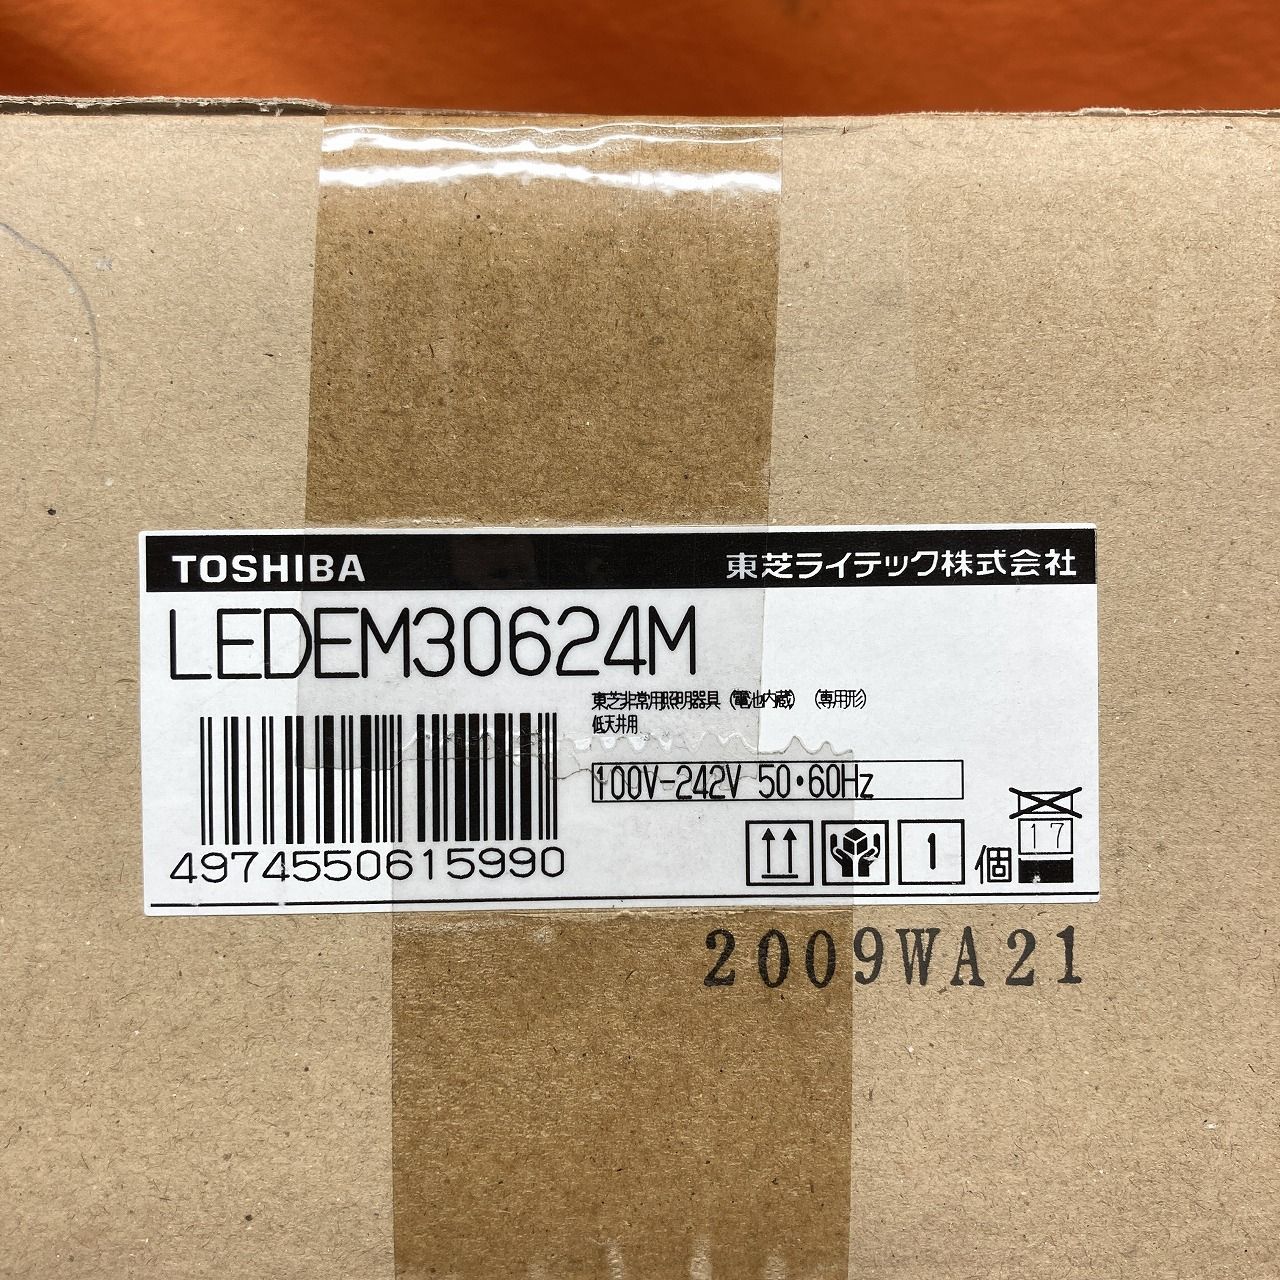 TOSHIBA 東芝ライテック株式会社
LEDEM30624M
東芝非常用照明器具（電池内蔵）（専用形）
低天井用
100V-242V 50・60Hz
4974550615990 1 個 17
2009WA21